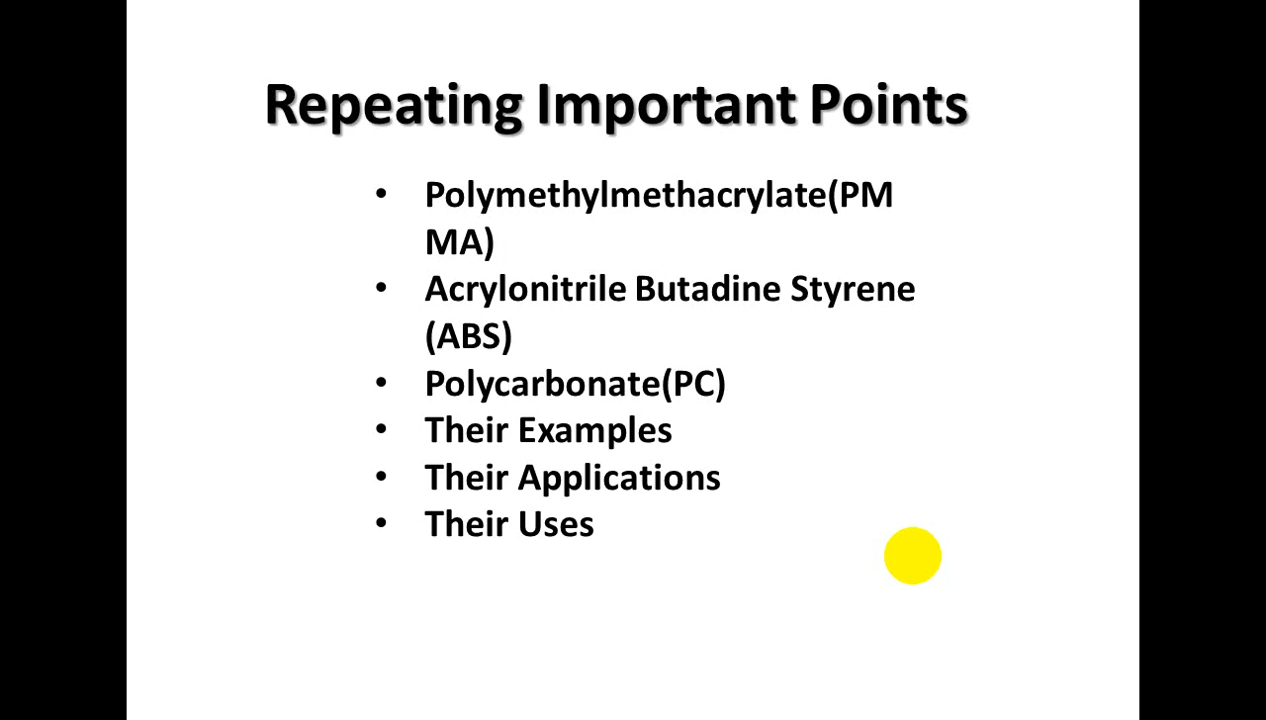 Repeating Important Points
• Polymethylmethacrylate(PM
MA)
• Acrylonitrile Butadine Styrene
(ABS)
• Polycarbonate(PC)
• Their Examples
• Their Applications
• Their Uses